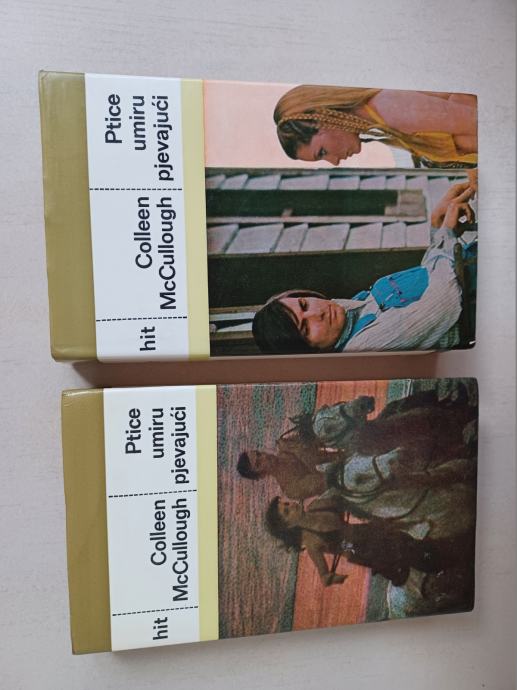 hit
Colleen
McCullough
Ptice
umiru
pjevajući
hit
Colleen
McCullough
Ptice
umiru
pjevajući